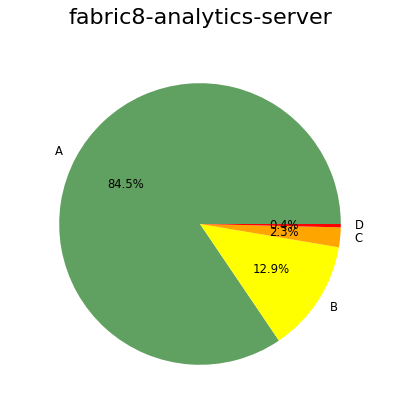 fabric8-analytics-server
A
84.5%
0.4%
D
2.3%
C
12.9%
B